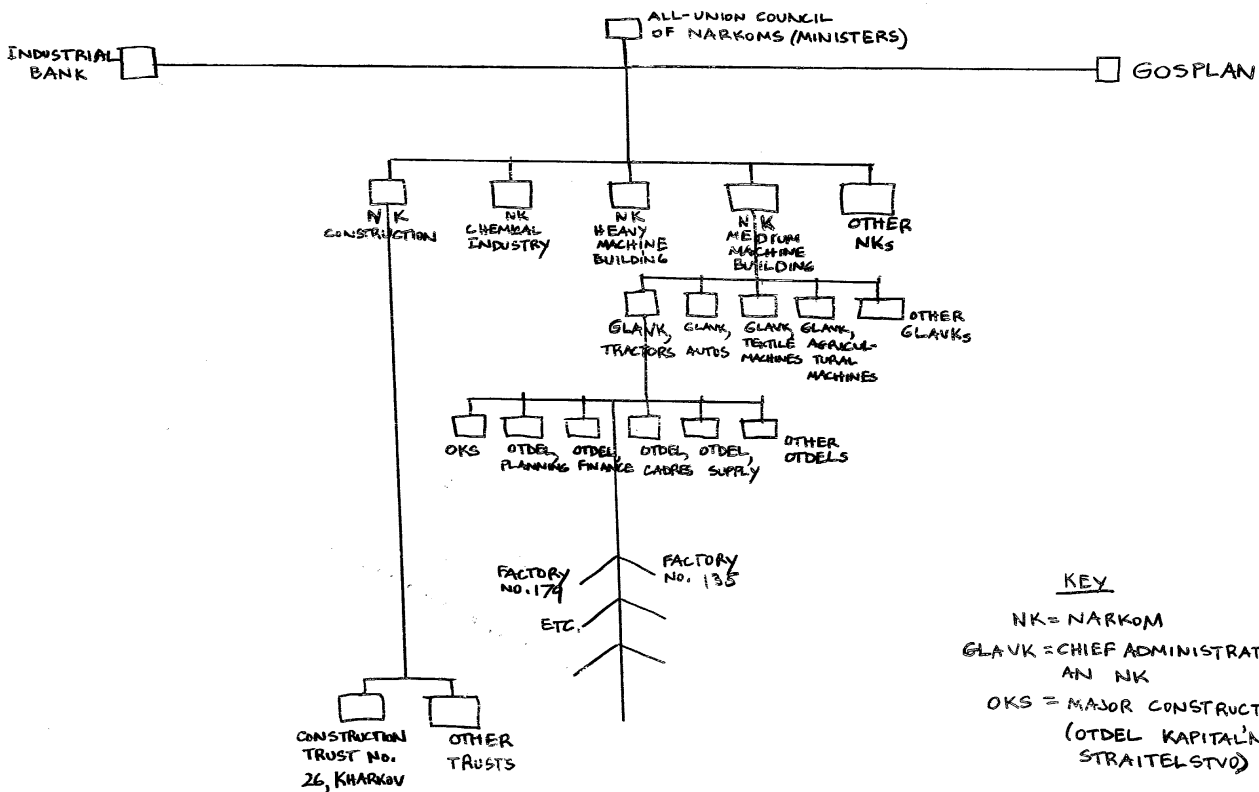 ALL-UNION COUNCIL
OF NARKOMS (MINISTERS)
INDUSTRIAL
BANK
GOSPLAN
NK
CONSTRUCTION
NK
CHEMICAL
INDUSTRY
NK
HEAVY
MACHINE
BUILDING
NK
MEDIUM
MACHINE
BUILDING
OTHER
NKs
GLAVK,
TRACTORS
GLAVK,
AUTOS
GLAVK,
TEXTILE
MACHINES
GLAVK,
AGRICUL-
TURAL
MACHINES
OTHER
GLAVKs
OKS
OTDEL,
PLANNING
OTDEL,
FINANCE
OTDEL,
CADRES
OTDEL,
SUPPLY
OTHER
OTDELS
FACTORY
NO. 179
FACTORY
NO. 135
ETC.
CONSTRUCTION
TRUST NO.
26, KHARKOV
OTHER
TRUSTS
KEY
NK = NARKOM
GLAVK = CHIEF ADMINISTRAT
AN NK
OKS = MAJOR CONSTRUCT
(OTDEL KAPITAL'N
STRAITELSTVO)